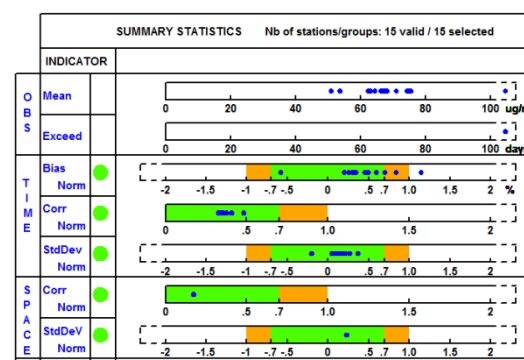 SUMMARY STATISTICS Nb of stations/groups: 15 valid / 15 selected
INDICATOR
OBS
Mean
0 20 40 60 80 100 ug/
Exceed
0 20 40 60 80 100 days
TIME
Bias
Norm
-2 -1.5 -1 -.7 -.5 0 .5 .7 1.0 1.5 2 %
Corr
Norm
0 .5 .7 1.0 1.5 2
StdDev
Norm
-2 -1.5 -1 -.7 -.5 0 .5 .7 1.0 1.5 2
SPACE
Corr
Norm
0 .5 .7 1.0 1.5 2
StdDeV
Norm
-2 -1.5 -1 -.7 -.5 0 .5 .7 1.0 1.5 2